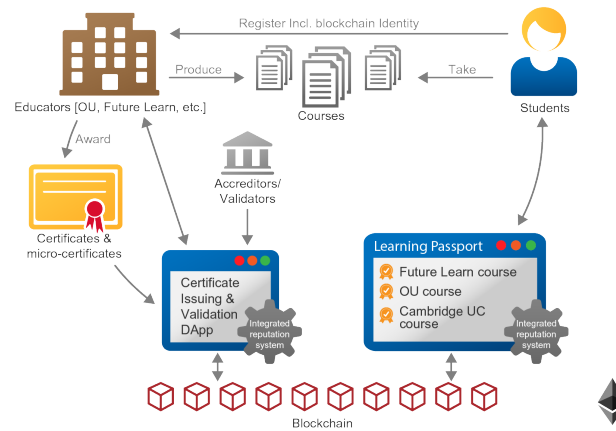 Register Incl. blockchain Identity
Produce
Take
Educators [OU, Future Learn, etc.]
Courses
Students
Award
Accreditors/
Validators
Certificates &
micro-certificates
Learning Passport
Future Learn course
OU course
Cambridge UC
course
Certificate
Issuing &
Validation
DApp
Integrated
reputation
system
Integrated
reputation
system
Blockchain